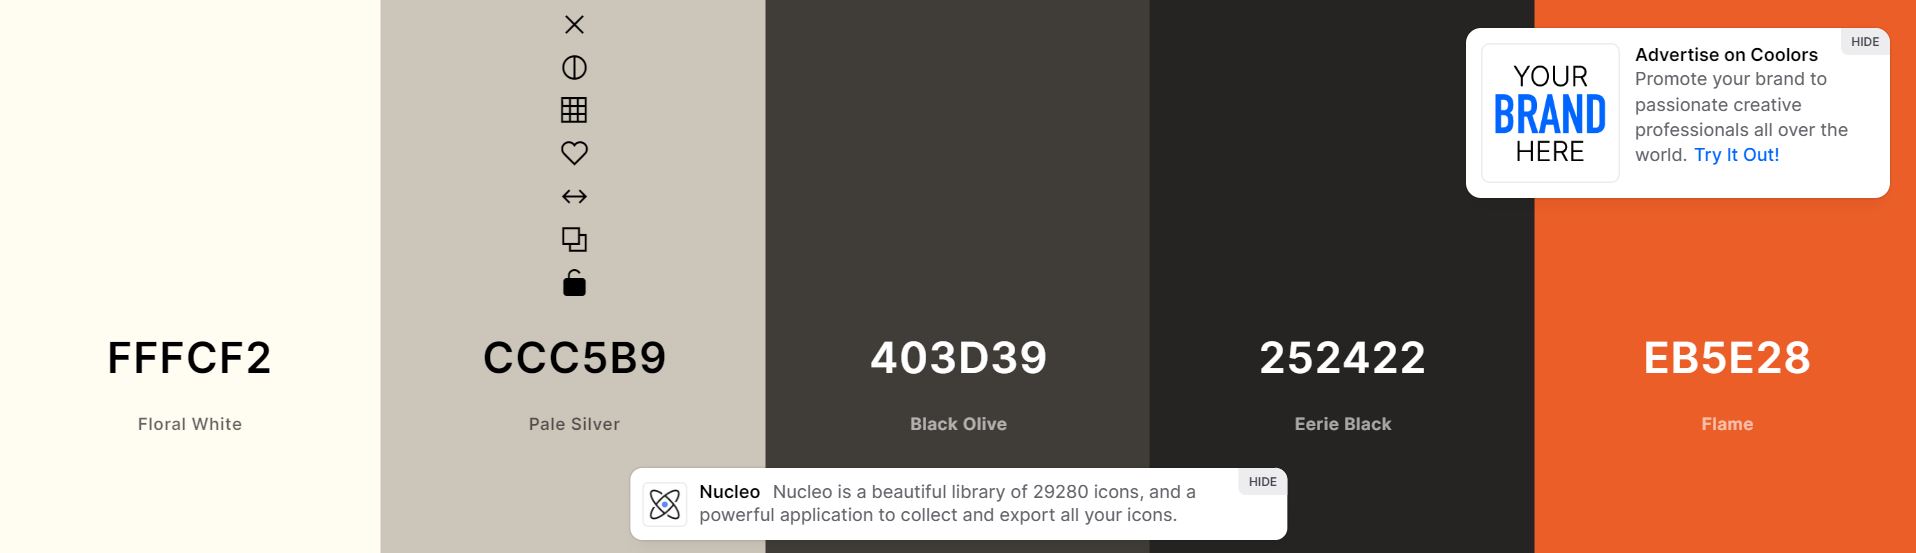 FFFCF2
Floral White
CCC5B9
Pale Silver
403D39
Black Olive
252422
Eerie Black
EB5E28
Flame
HIDE
YOUR
BRAND
HERE
Advertise on Coolors
Promote your brand to
passionate creative
professionals all over the
world. Try It Out!
HIDE
Nucleo Nucleo is a beautiful library of 29280 icons, and a
powerful application to collect and export all your icons.